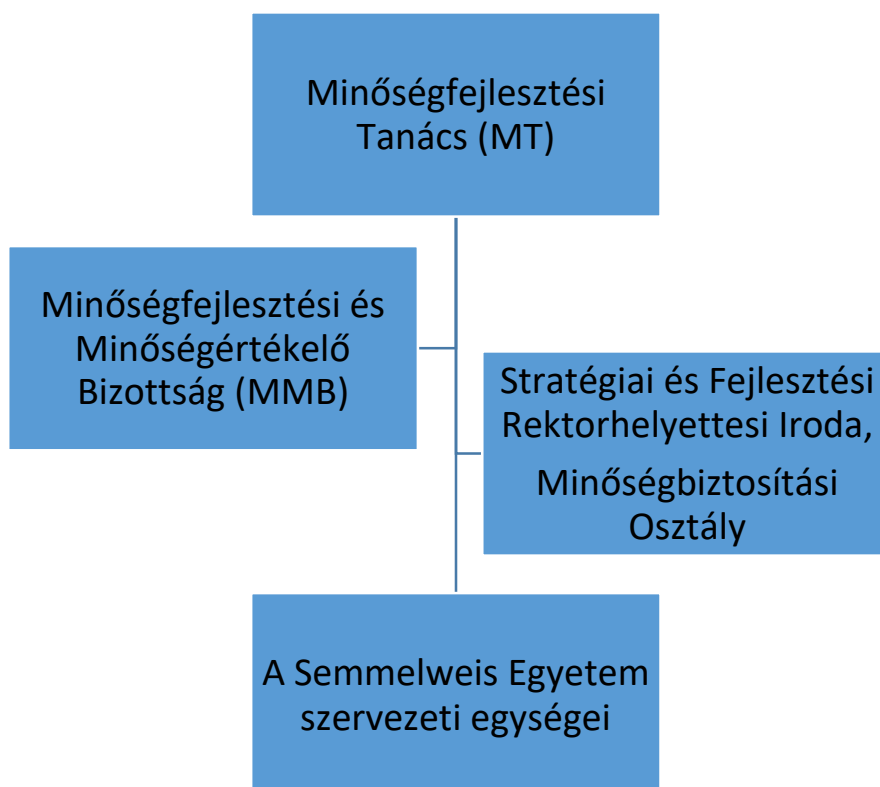 Minőségfejlesztési
Tanács (MT)
Minőségfejlesztési és
Minőségértékelő
Bizottság (MMB)
Stratégiai és Fejlesztési
Rektorhelyettesi Iroda,
Minőségbiztosítási
Osztály
A Semmelweis Egyetem
szervezeti egységei